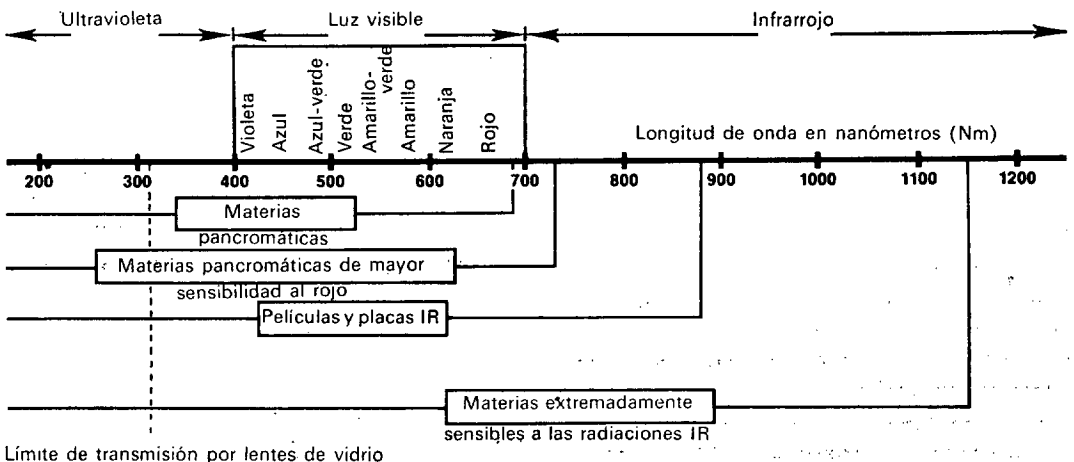 Ultravioleta
Luz visible
Infrarrojo
Violeta
Azul
Azul-verde
Verde
Amarillo-
verde
Amarillo
Naranja
Rojo
Longitud de onda en nanómetros (Nm)
200 300 400 500 600 700 800 900 1000 1100 1200
Materias
pancromáticas
Materias pancromáticas de mayor
sensibilidad al rojo
Películas y placas IR
Materias extremadamente
sensibles a las radiaciones IR
Límite de transmisión por lentes de vidrio